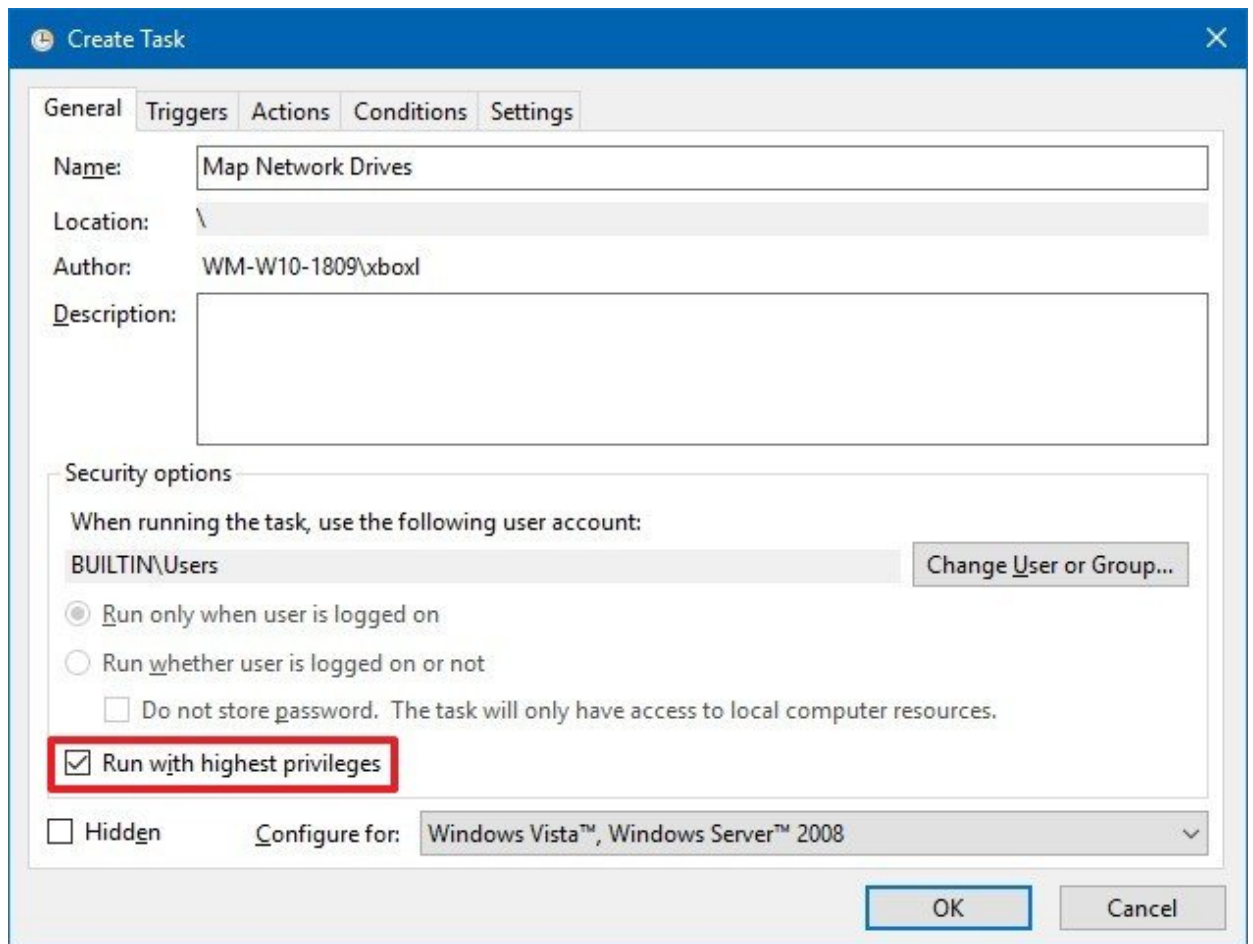 Create Task
General Triggers Actions Conditions Settings
Name: Map Network Drives
Location: \
Author: WM-W10-1809\xboxl
Description:
Security options
When running the task, use the following user account:
BUILTIN\Users Change User or Group...
Run only when user is logged on
Run whether user is logged on or not
Do not store password. The task will only have access to local computer resources.
Run with highest privileges
Hidden Configure for: Windows Vista™, Windows Server™ 2008
OK Cancel